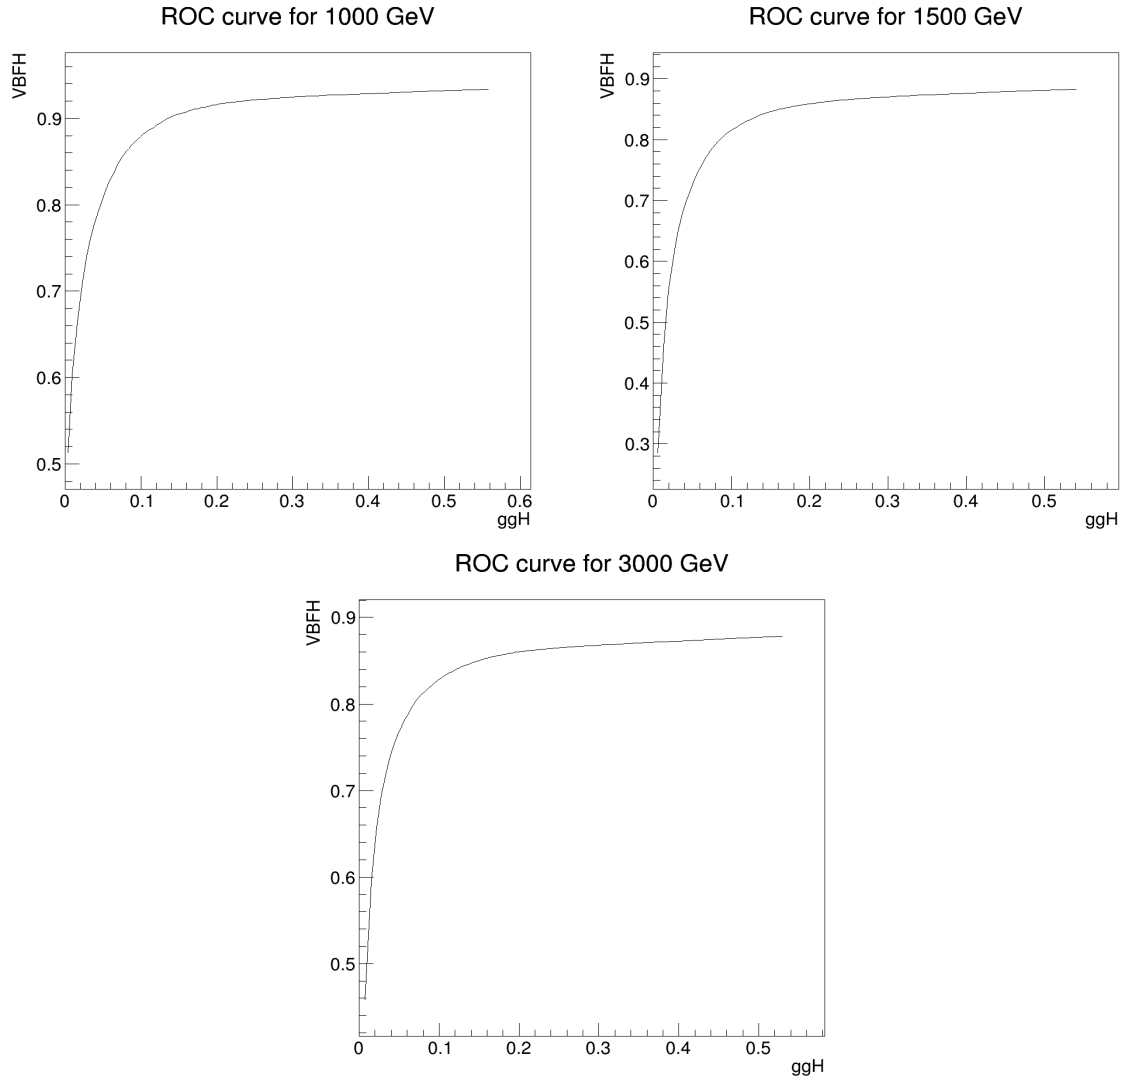 ROC curve for 1000 GeV
VBFH
0.9
0.8
0.7
0.6
0.5
0 0.1 0.2 0.3 0.4 0.5 0.6
ggH
ROC curve for 1500 GeV
VBFH
0.9
0.8
0.7
0.6
0.5
0.4
0.3
0 0.1 0.2 0.3 0.4 0.5
ggH
ROC curve for 3000 GeV
VBFH
0.9
0.8
0.7
0.6
0.5
0 0.1 0.2 0.3 0.4 0.5
ggH